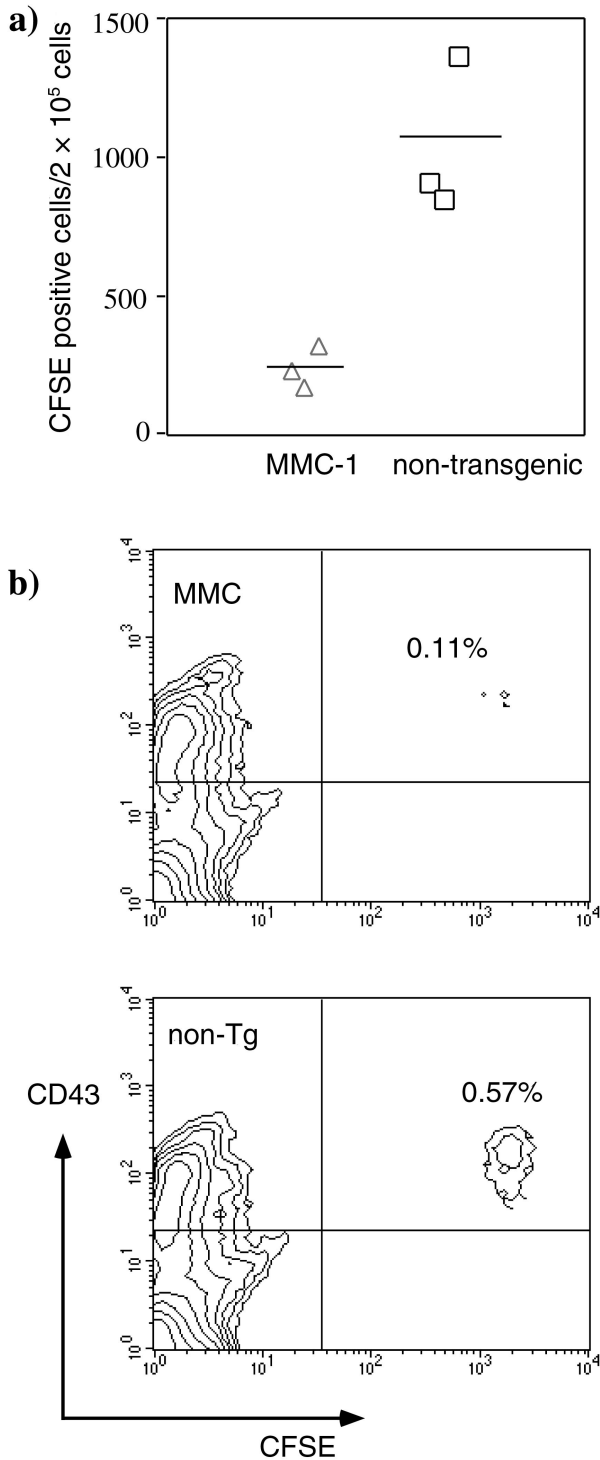 a)
CFSE positive cells/2 × 10⁵ cells
1500
1000
500
0
MMC-1 non-transgenic
b)
MMC
0.11%
10⁴
10³
10²
10¹
10⁰
10⁰ 10¹ 10² 10³ 10⁴
non-Tg
0.57%
CD43
10⁴
10³
10²
10¹
10⁰
10⁰ 10¹ 10² 10³ 10⁴
CFSE